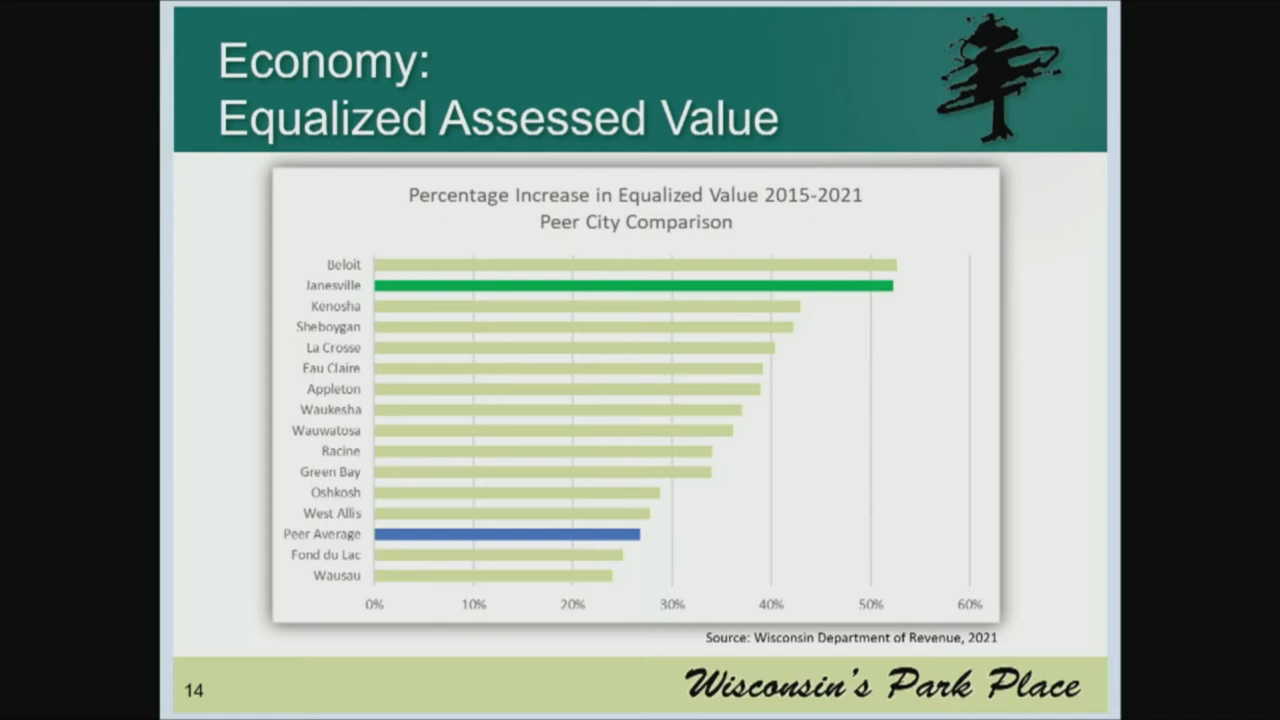 Economy:
Equalized Assessed Value
Percentage Increase in Equalized Value 2015-2021
Peer City Comparison
Beloit
Janesville
Kenosha
Sheboygan
La Crosse
Eau Claire
Appleton
Waukesha
Wauwatosa
Racine
Green Bay
Oshkosh
West Allis
Peer Average
Fond du Lac
Wausau
0% 10% 20% 30% 40% 50% 60%
Source: Wisconsin Department of Revenue, 2021
14
Wisconsin's Park Place